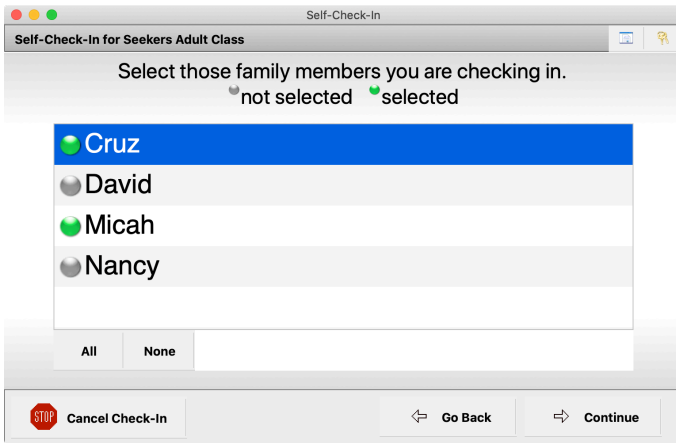 Self-Check-In
Self-Check-In for Seekers Adult Class
Select those family members you are checking in.
not selected selected
Cruz
David
Micah
Nancy
All None
STOP Cancel Check-In Go Back Continue